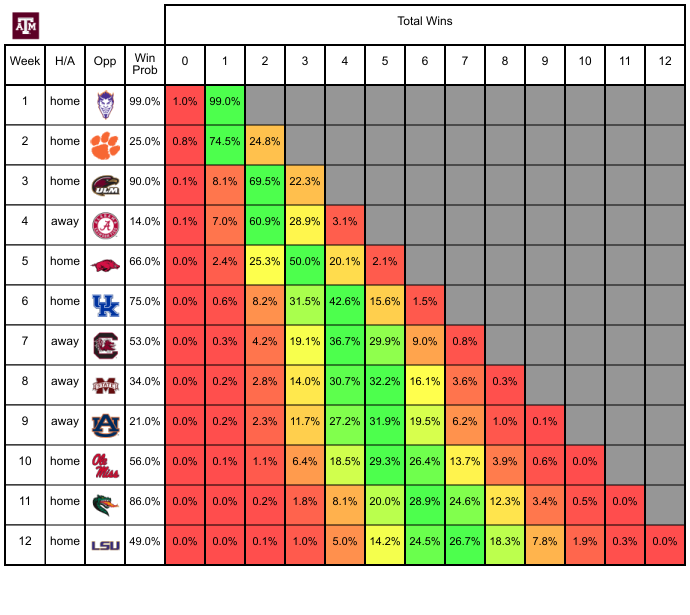 Total Wins
ATM
Week H/A Opp Win Prob 0 1 2 3 4 5 6 7 8 9 10 11 12
1 home 99.0% 1.0% 99.0%
2 home 25.0% 0.8% 74.5% 24.8%
3 home ULM 90.0% 0.1% 8.1% 69.5% 22.3%
4 away A 14.0% 0.1% 7.0% 60.9% 28.9% 3.1%
5 home 66.0% 0.0% 2.4% 25.3% 50.0% 20.1% 2.1%
6 home UK 75.0% 0.0% 0.6% 8.2% 31.5% 42.6% 15.6% 1.5%
7 away C 53.0% 0.0% 0.3% 4.2% 19.1% 36.7% 29.9% 9.0% 0.8%
8 away M STATE 34.0% 0.0% 0.2% 2.8% 14.0% 30.7% 32.2% 16.1% 3.6% 0.3%
9 away AU 21.0% 0.0% 0.2% 2.3% 11.7% 27.2% 31.9% 19.5% 6.2% 1.0% 0.1%
10 home Ole Miss 56.0% 0.0% 0.1% 1.1% 6.4% 18.5% 29.3% 26.4% 13.7% 3.9% 0.6% 0.0%
11 home 86.0% 0.0% 0.0% 0.2% 1.8% 8.1% 20.0% 28.9% 24.6% 12.3% 3.4% 0.5% 0.0%
12 home LSU 49.0% 0.0% 0.0% 0.1% 1.0% 5.0% 14.2% 24.5% 26.7% 18.3% 7.8% 1.9% 0.3% 0.0%